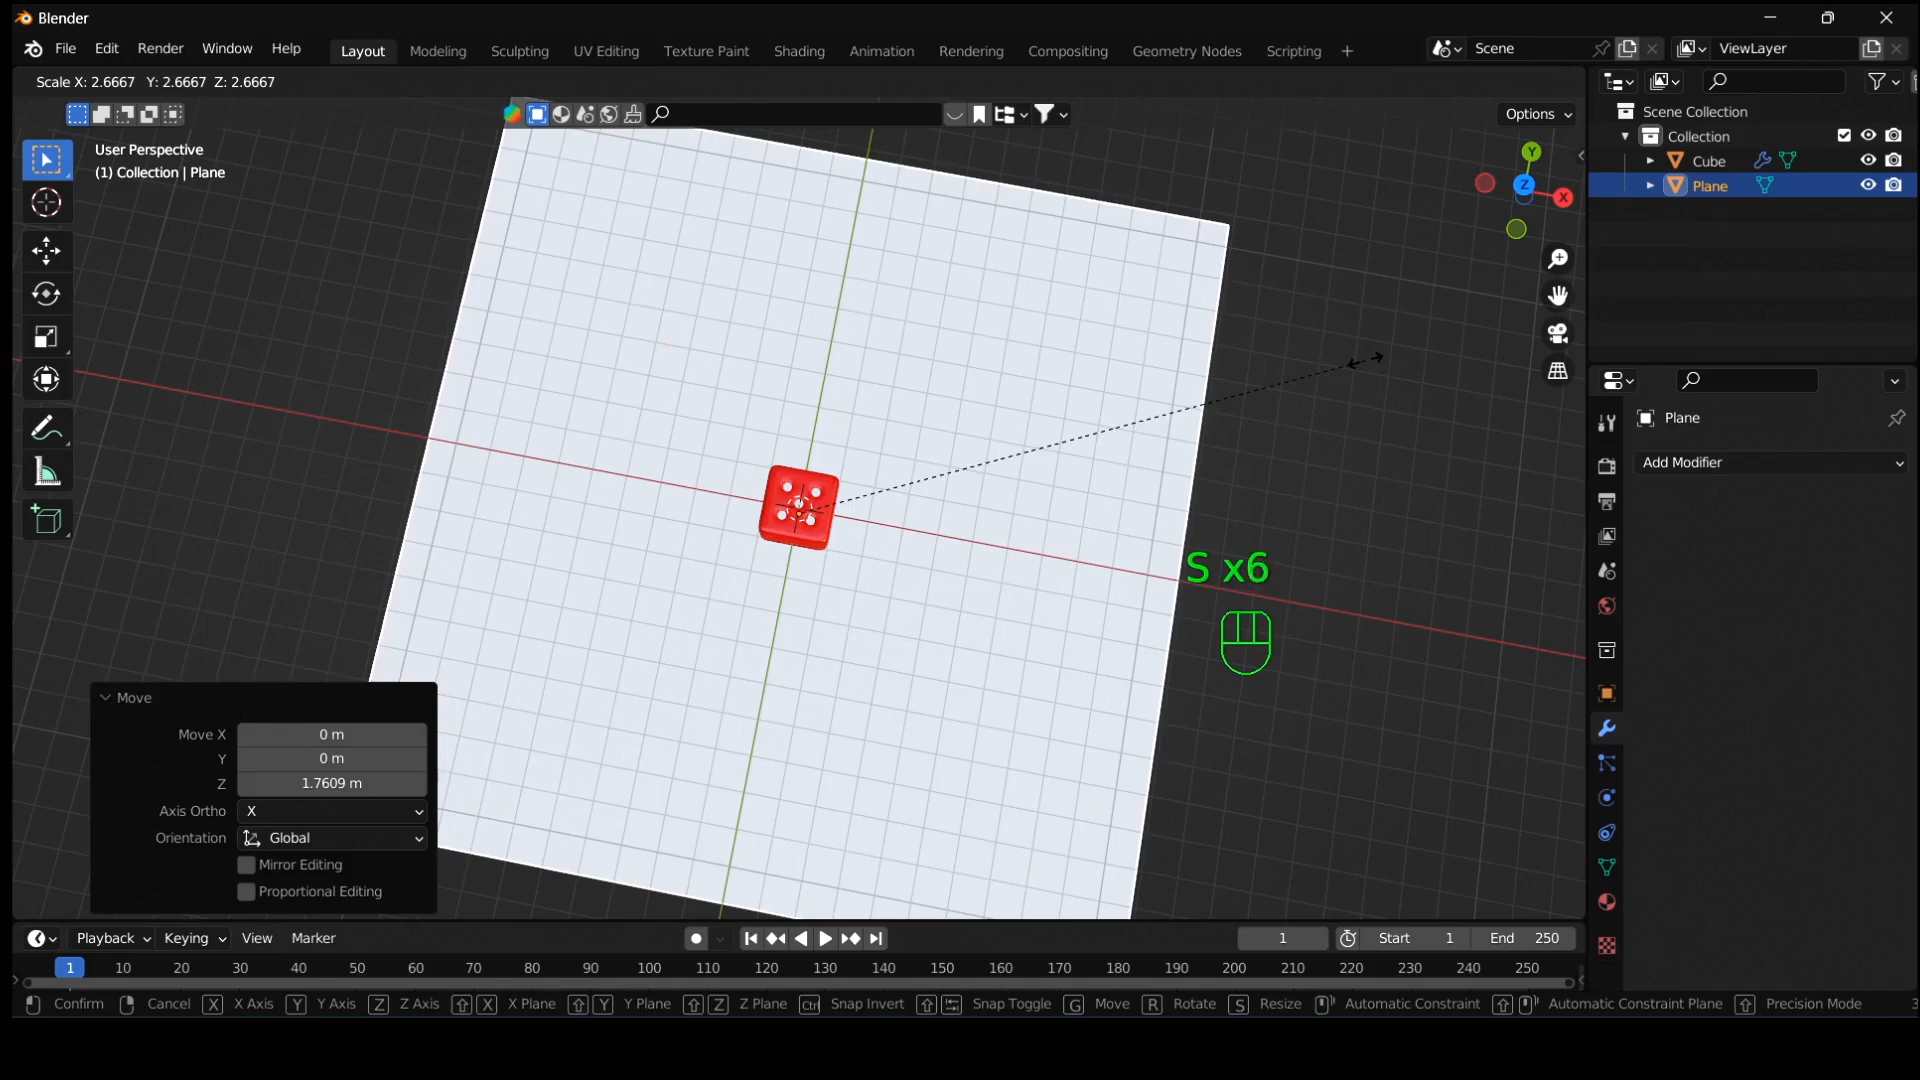 Blender
File Edit Render Window Help Layout Modeling Sculpting UV Editing Texture Paint Shading Animation Rendering Compositing Geometry Nodes Scripting + Scene ViewLayer
Scale X: 2.6667 Y: 2.6667 Z: 2.6667
Options
Scene Collection
Collection
Cube
Plane
User Perspective
(1) Collection | Plane
Y
Z
X
Plane
Add Modifier
S x6
Move
Move X 0 m
Y 0 m
Z 1.7609 m
Axis Ortho X
Orientation Global
Mirror Editing
Proportional Editing
Playback Keying View Marker 1 Start 1 End 250
1 10 20 30 40 50 60 70 80 90 100 110 120 130 140 150 160 170 180 190 200 210 220 230 240 250
Confirm Cancel X X Axis Y Y Axis Z Z Axis X X Plane Y Y Plane Z Z Plane Ctrl Snap Invert Snap Toggle G Move R Rotate S Resize Automatic Constraint Automatic Constraint Plane Precision Mode